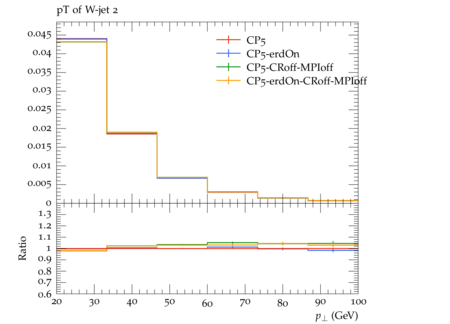 pT of W-jet 2
0.045
0.04
0.035
0.03
0.025
0.02
0.015
0.01
0.005
0
CP5
CP5-erdOn
CP5-CRoff-MPIoff
CP5-erdOn-CRoff-MPIoff
1.3
1.2
1.1
1
0.9
0.8
0.7
0.6
Ratio
20 30 40 50 60 70 80 90 100
p⊥ (GeV)